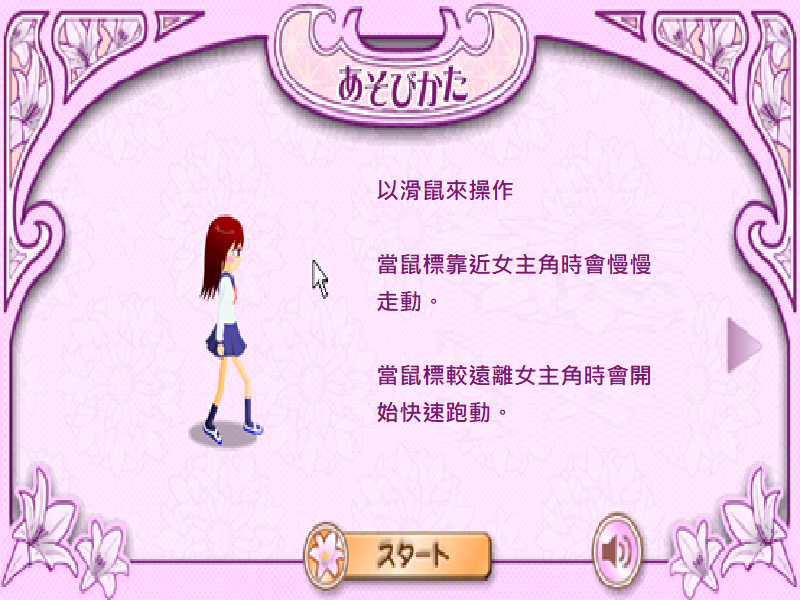 あそびかた
以滑鼠來操作
當鼠標靠近女主角時會慢慢
走動。
當鼠標較遠離女主角時會開
始快速跑動。
スタート